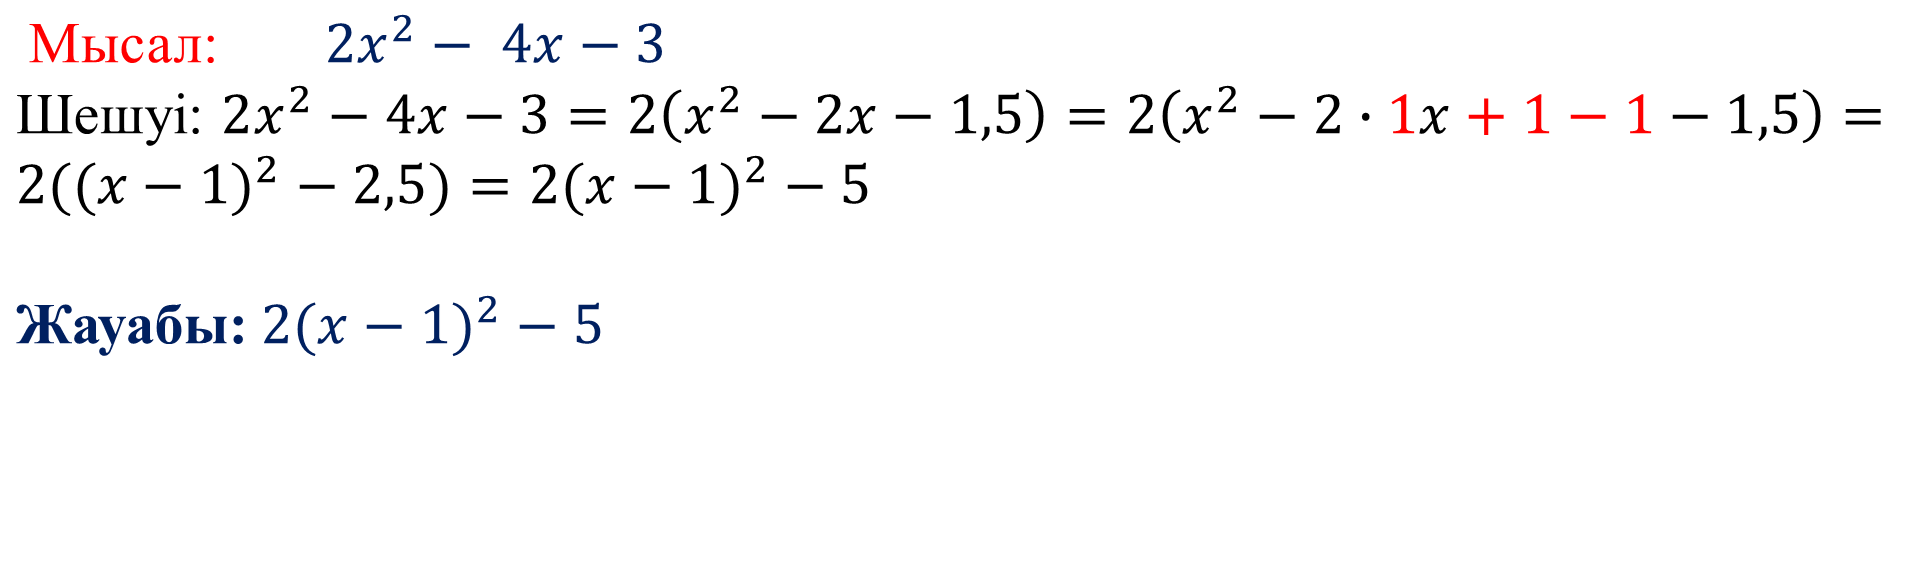 Мысал: 2x² − 4x − 3
Шешуі: 2x² − 4x − 3 = 2(x² − 2x − 1,5) = 2(x² − 2 · 1x + 1 − 1 − 1,5) =
2((x − 1)² − 2,5) = 2(x − 1)² − 5
Жауабы: 2(x − 1)² − 5